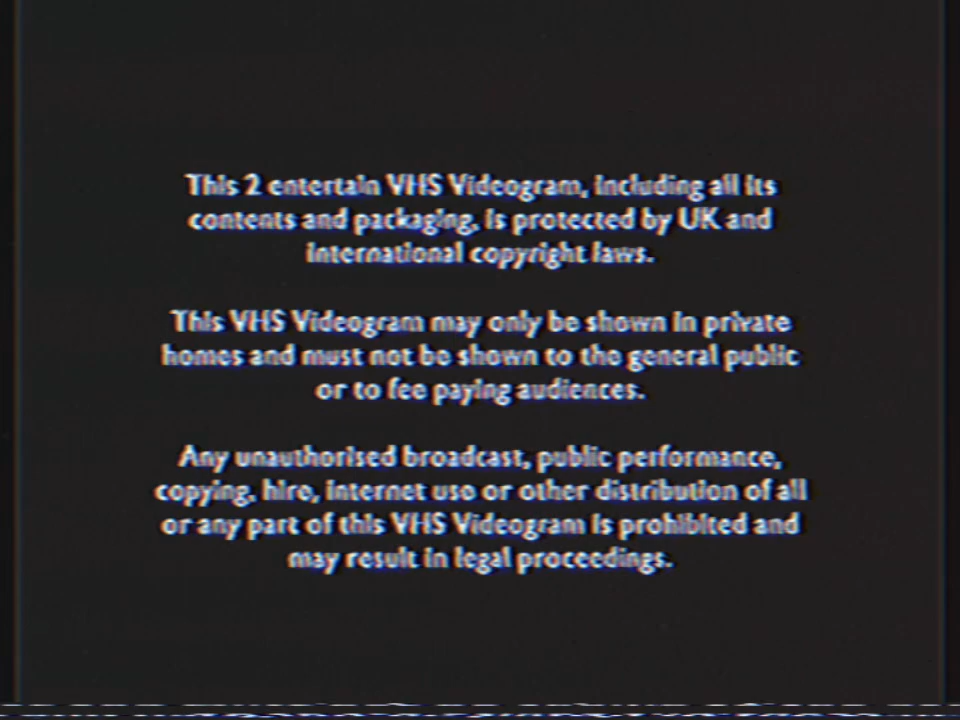 This 2 entertain VHS Videogram, including all its
contents and packaging, is protected by UK and
international copyright laws.
This VHS Videogram may only be shown in private
homes and must not be shown to the general public
or to fee paying audiences.
Any unauthorised broadcast, public performance,
copying, hire, internet use or other distribution of all
or any part of this VHS Videogram is prohibited and
may result in legal proceedings.